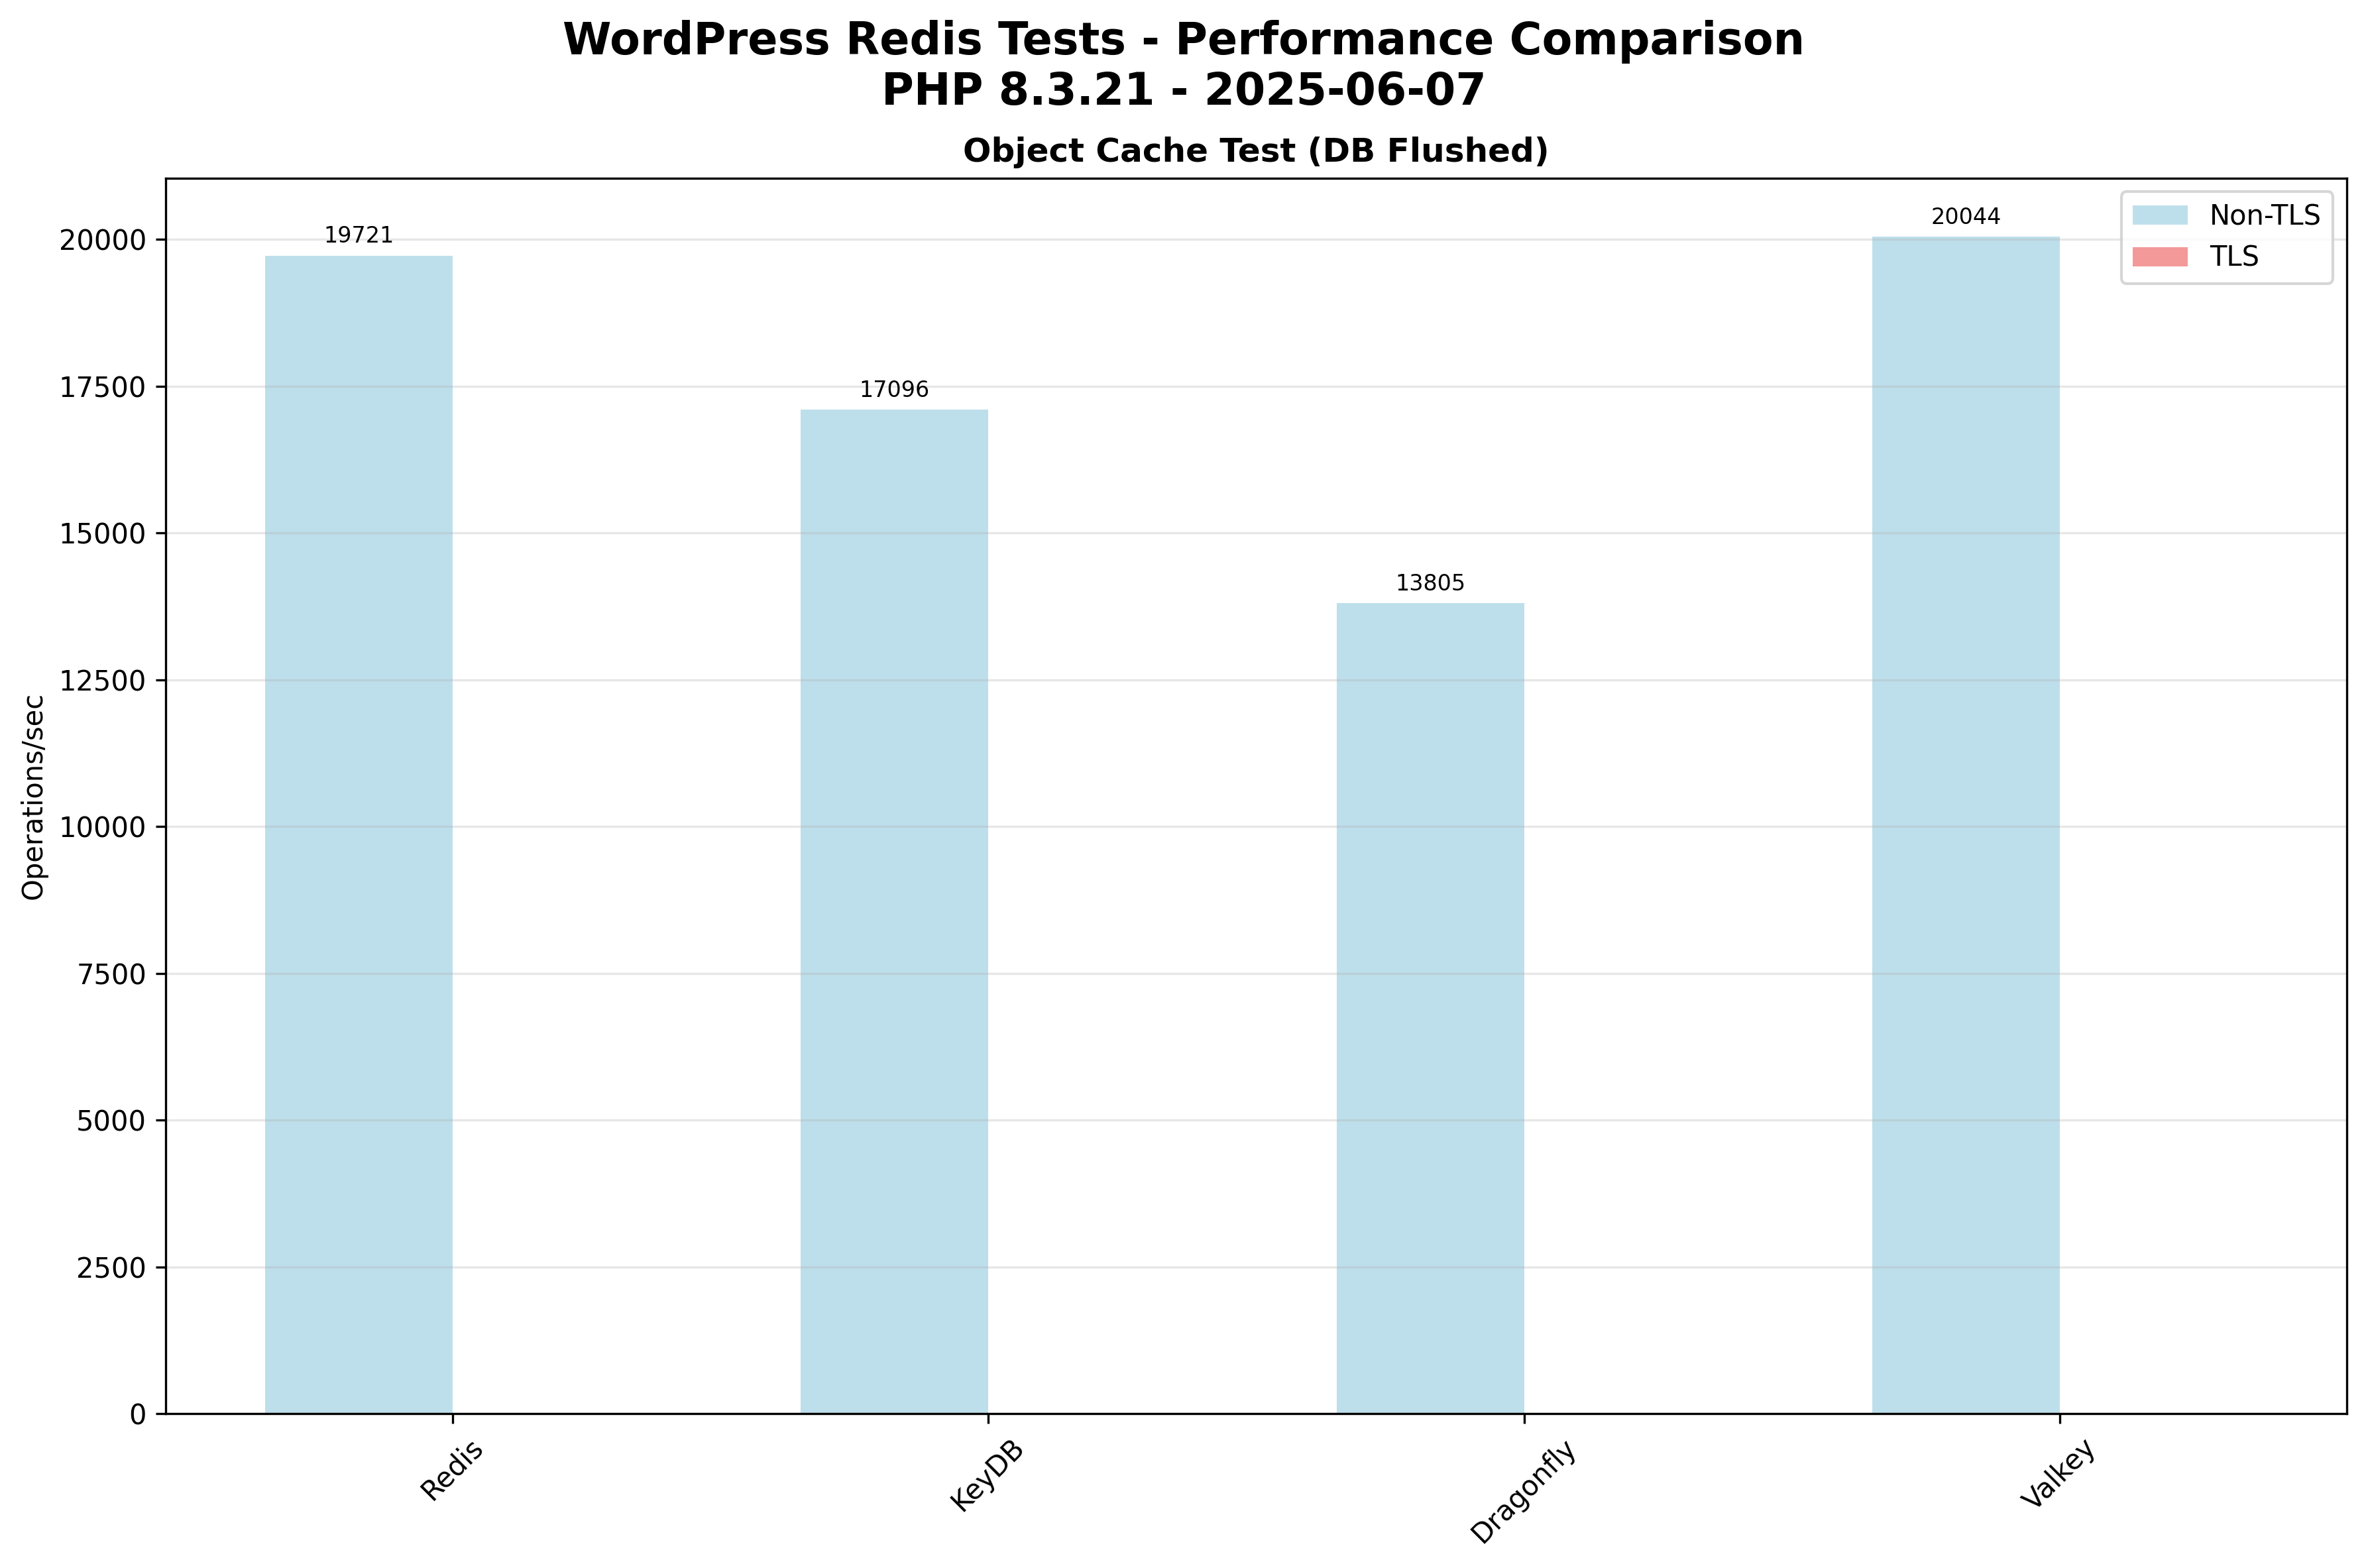 WordPress Redis Tests - Performance Comparison
PHP 8.3.21 - 2025-06-07
Object Cache Test (DB Flushed)
Non-TLS
TLS
19721
17096
13805
20044
20000
17500
15000
12500
10000
7500
5000
2500
0
Operations/sec
Redis
KeyDB
Dragonfly
Valkey